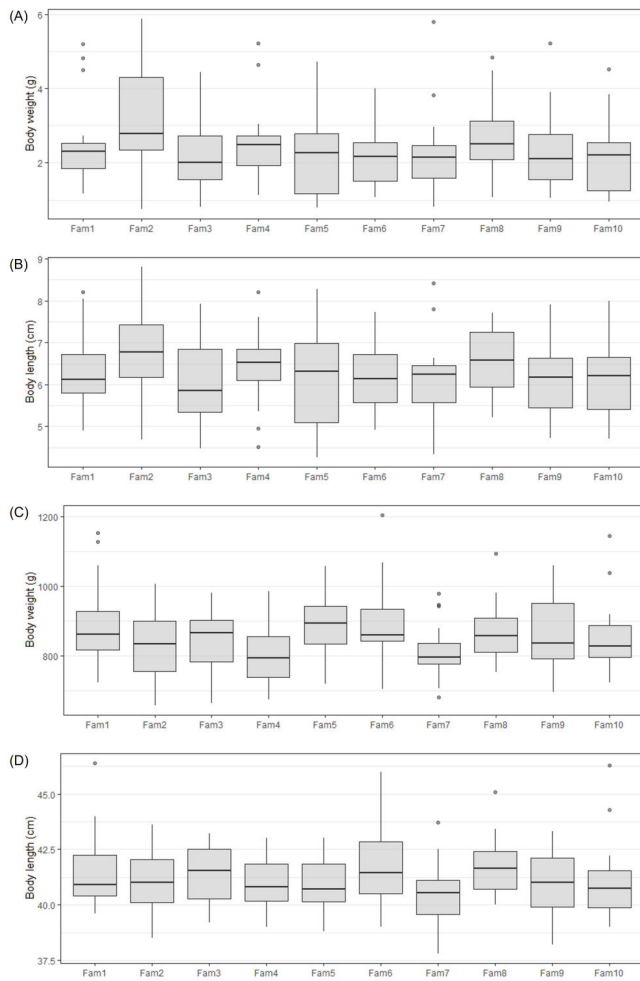 (A)
Body weight (g)
6
4
2
Fam1 Fam2 Fam3 Fam4 Fam5 Fam6 Fam7 Fam8 Fam9 Fam10
(B)
Body length (cm)
9
8
7
6
5
Fam1 Fam2 Fam3 Fam4 Fam5 Fam6 Fam7 Fam8 Fam9 Fam10
(C)
Body weight (g)
1200
1000
800
Fam1 Fam2 Fam3 Fam4 Fam5 Fam6 Fam7 Fam8 Fam9 Fam10
(D)
Body length (cm)
45.0
42.5
40.0
37.5
Fam1 Fam2 Fam3 Fam4 Fam5 Fam6 Fam7 Fam8 Fam9 Fam10